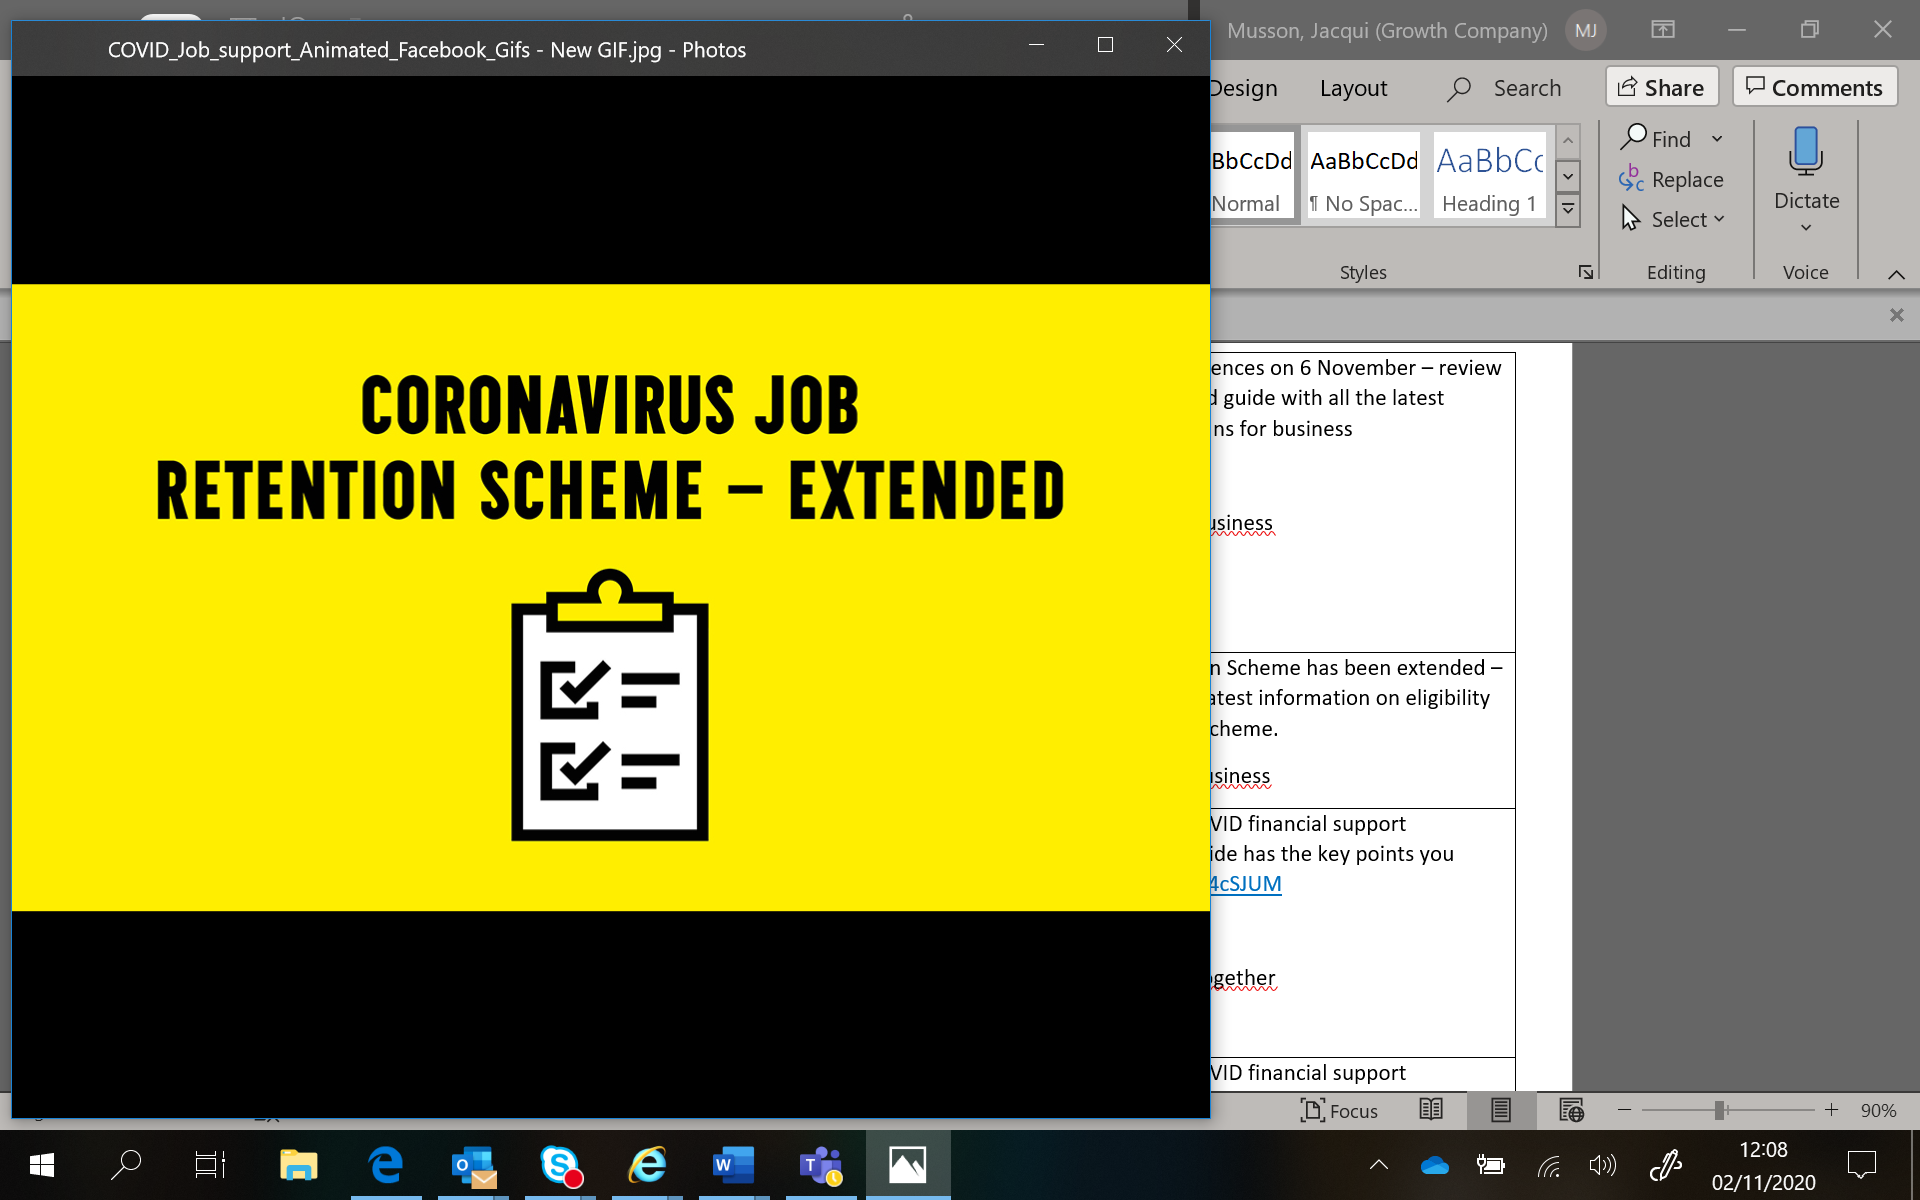 COVID_Job_support_Animated_Facebook_Gifs - New GIF.jpg - Photos
Musson, Jacqui (Growth Company)
MJ
Design
Layout
Search
Share
Comments
BbCcDd
AaBbCcDd
AaBbCc
Normal
¶ No Spac...
Heading 1
Find
Replace
Select
Dictate
Styles
Editing
Voice
CORONAVIRUS JOB
RETENTION SCHEME – EXTENDED
ences on 6 November – review
d guide with all the latest
ns for business
usiness
n Scheme has been extended –
atest information on eligibility
cheme.
usiness
VID financial support
ide has the key points you
4cSJUM
ogether
VID financial support
Focus
90%
12:08
02/11/2020